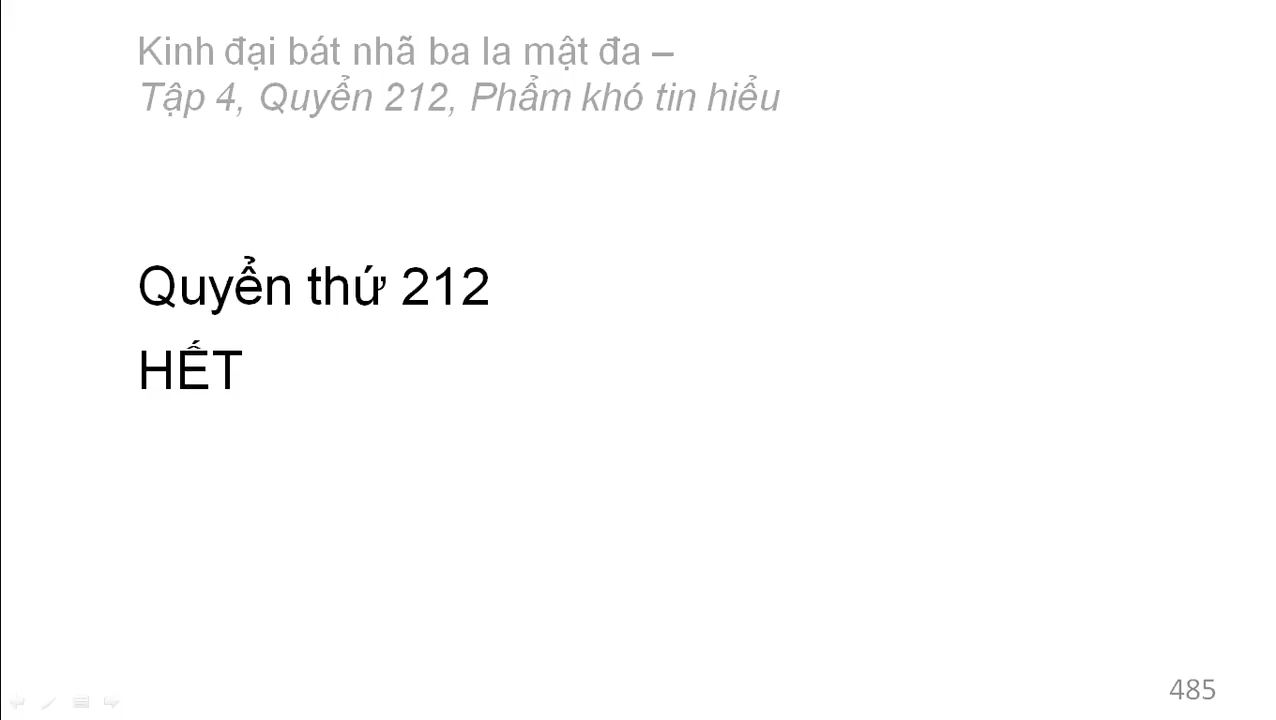 Kinh đại bát nhã ba la mật đa –
Tập 4, Quyển 212, Phẩm khó tin hiểu
Quyển thứ 212
HẾT
485